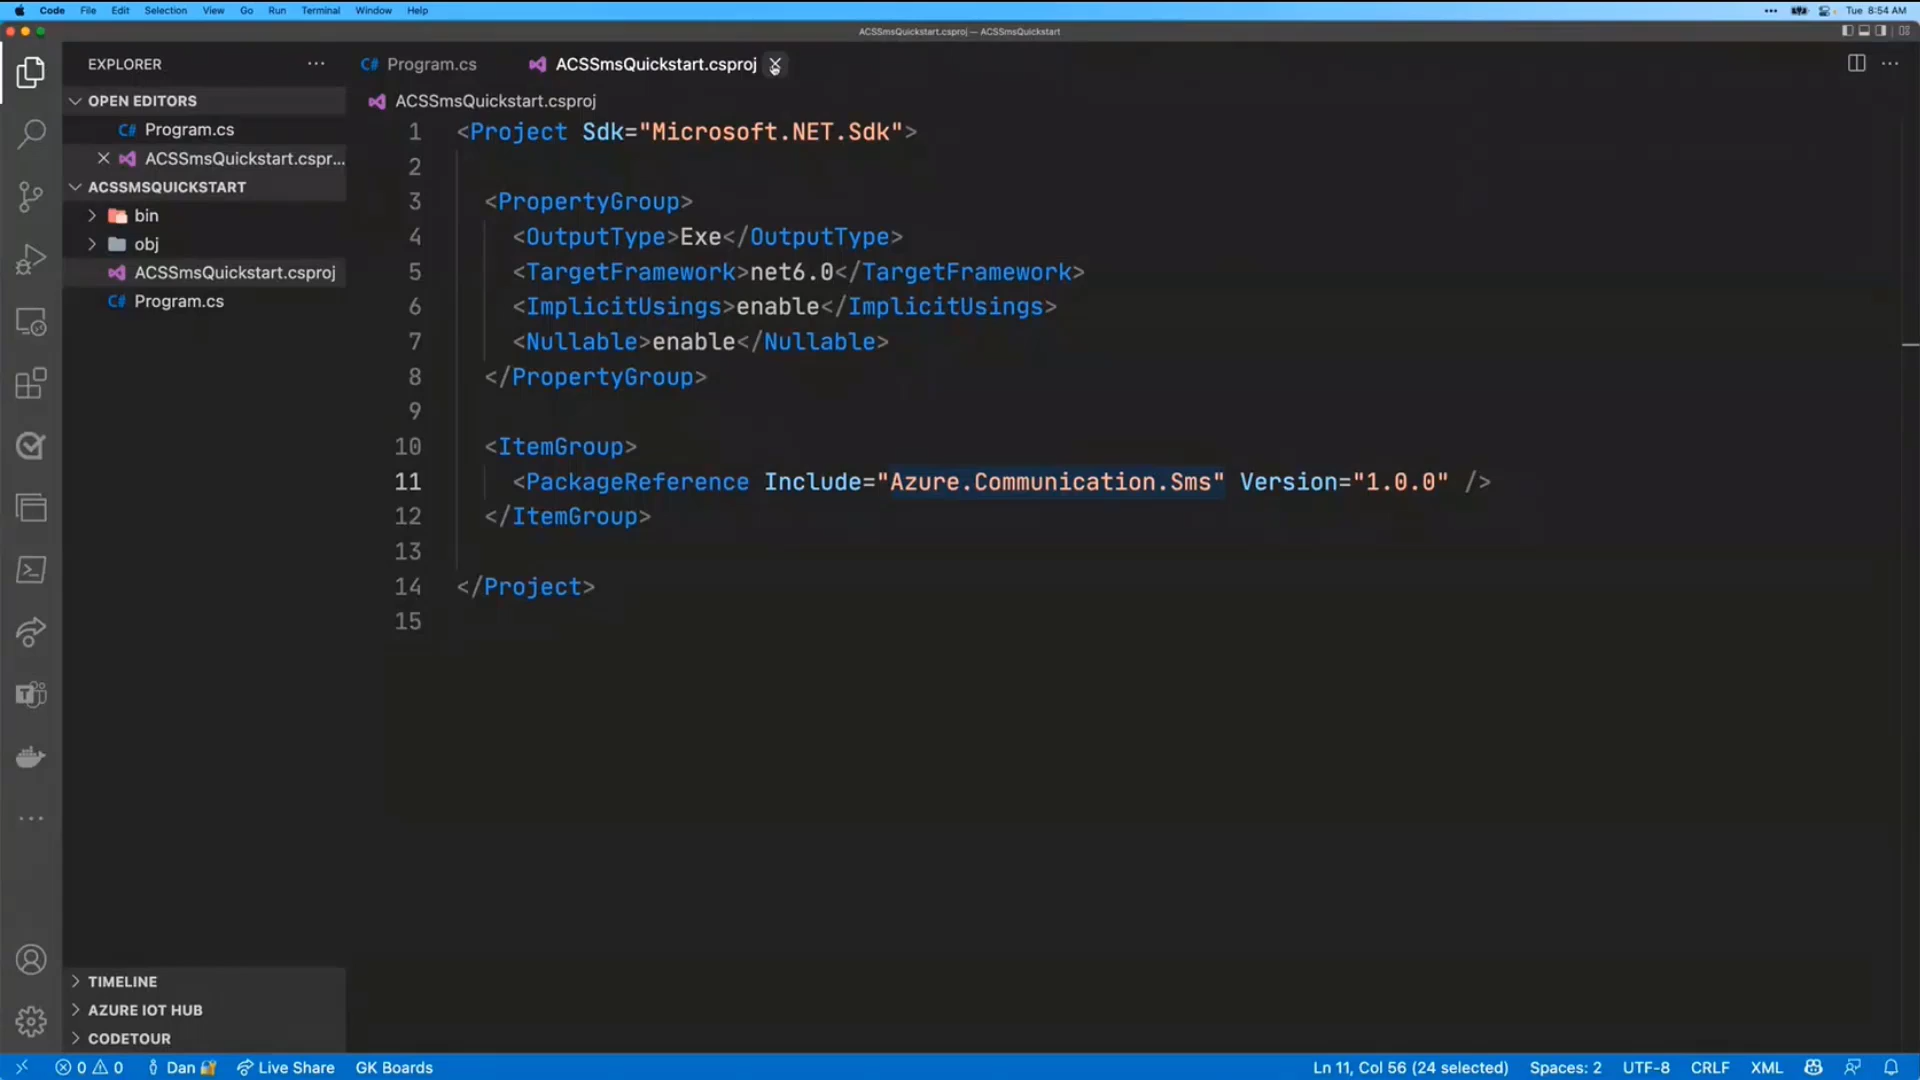 Code File Edit Selection View Go Run Terminal Window Help ••• Tue 8:54 AM
ACSSmsQuickstart.csproj — ACSSmsQuickstart
EXPLORER ···
C# Program.cs ACSSmsQuickstart.csproj
OPEN EDITORS
C# Program.cs
ACSSmsQuickstart.cspr...
ACSSMSQUICKSTART
bin
obj
ACSSmsQuickstart.csproj
C# Program.cs
ACSSmsQuickstart.csproj
1 <Project Sdk="Microsoft.NET.Sdk">
2
3 <PropertyGroup>
4 <OutputType>Exe</OutputType>
5 <TargetFramework>net6.0</TargetFramework>
6 <ImplicitUsings>enable</ImplicitUsings>
7 <Nullable>enable</Nullable>
8 </PropertyGroup>
9
10 <ItemGroup>
11 <PackageReference Include="Azure.Communication.Sms" Version="1.0.0" />
12 </ItemGroup>
13
14 </Project>
15
TIMELINE
AZURE IOT HUB
CODETOUR
0 0 Dan Live Share GK Boards Ln 11, Col 56 (24 selected) Spaces: 2 UTF-8 CRLF XML